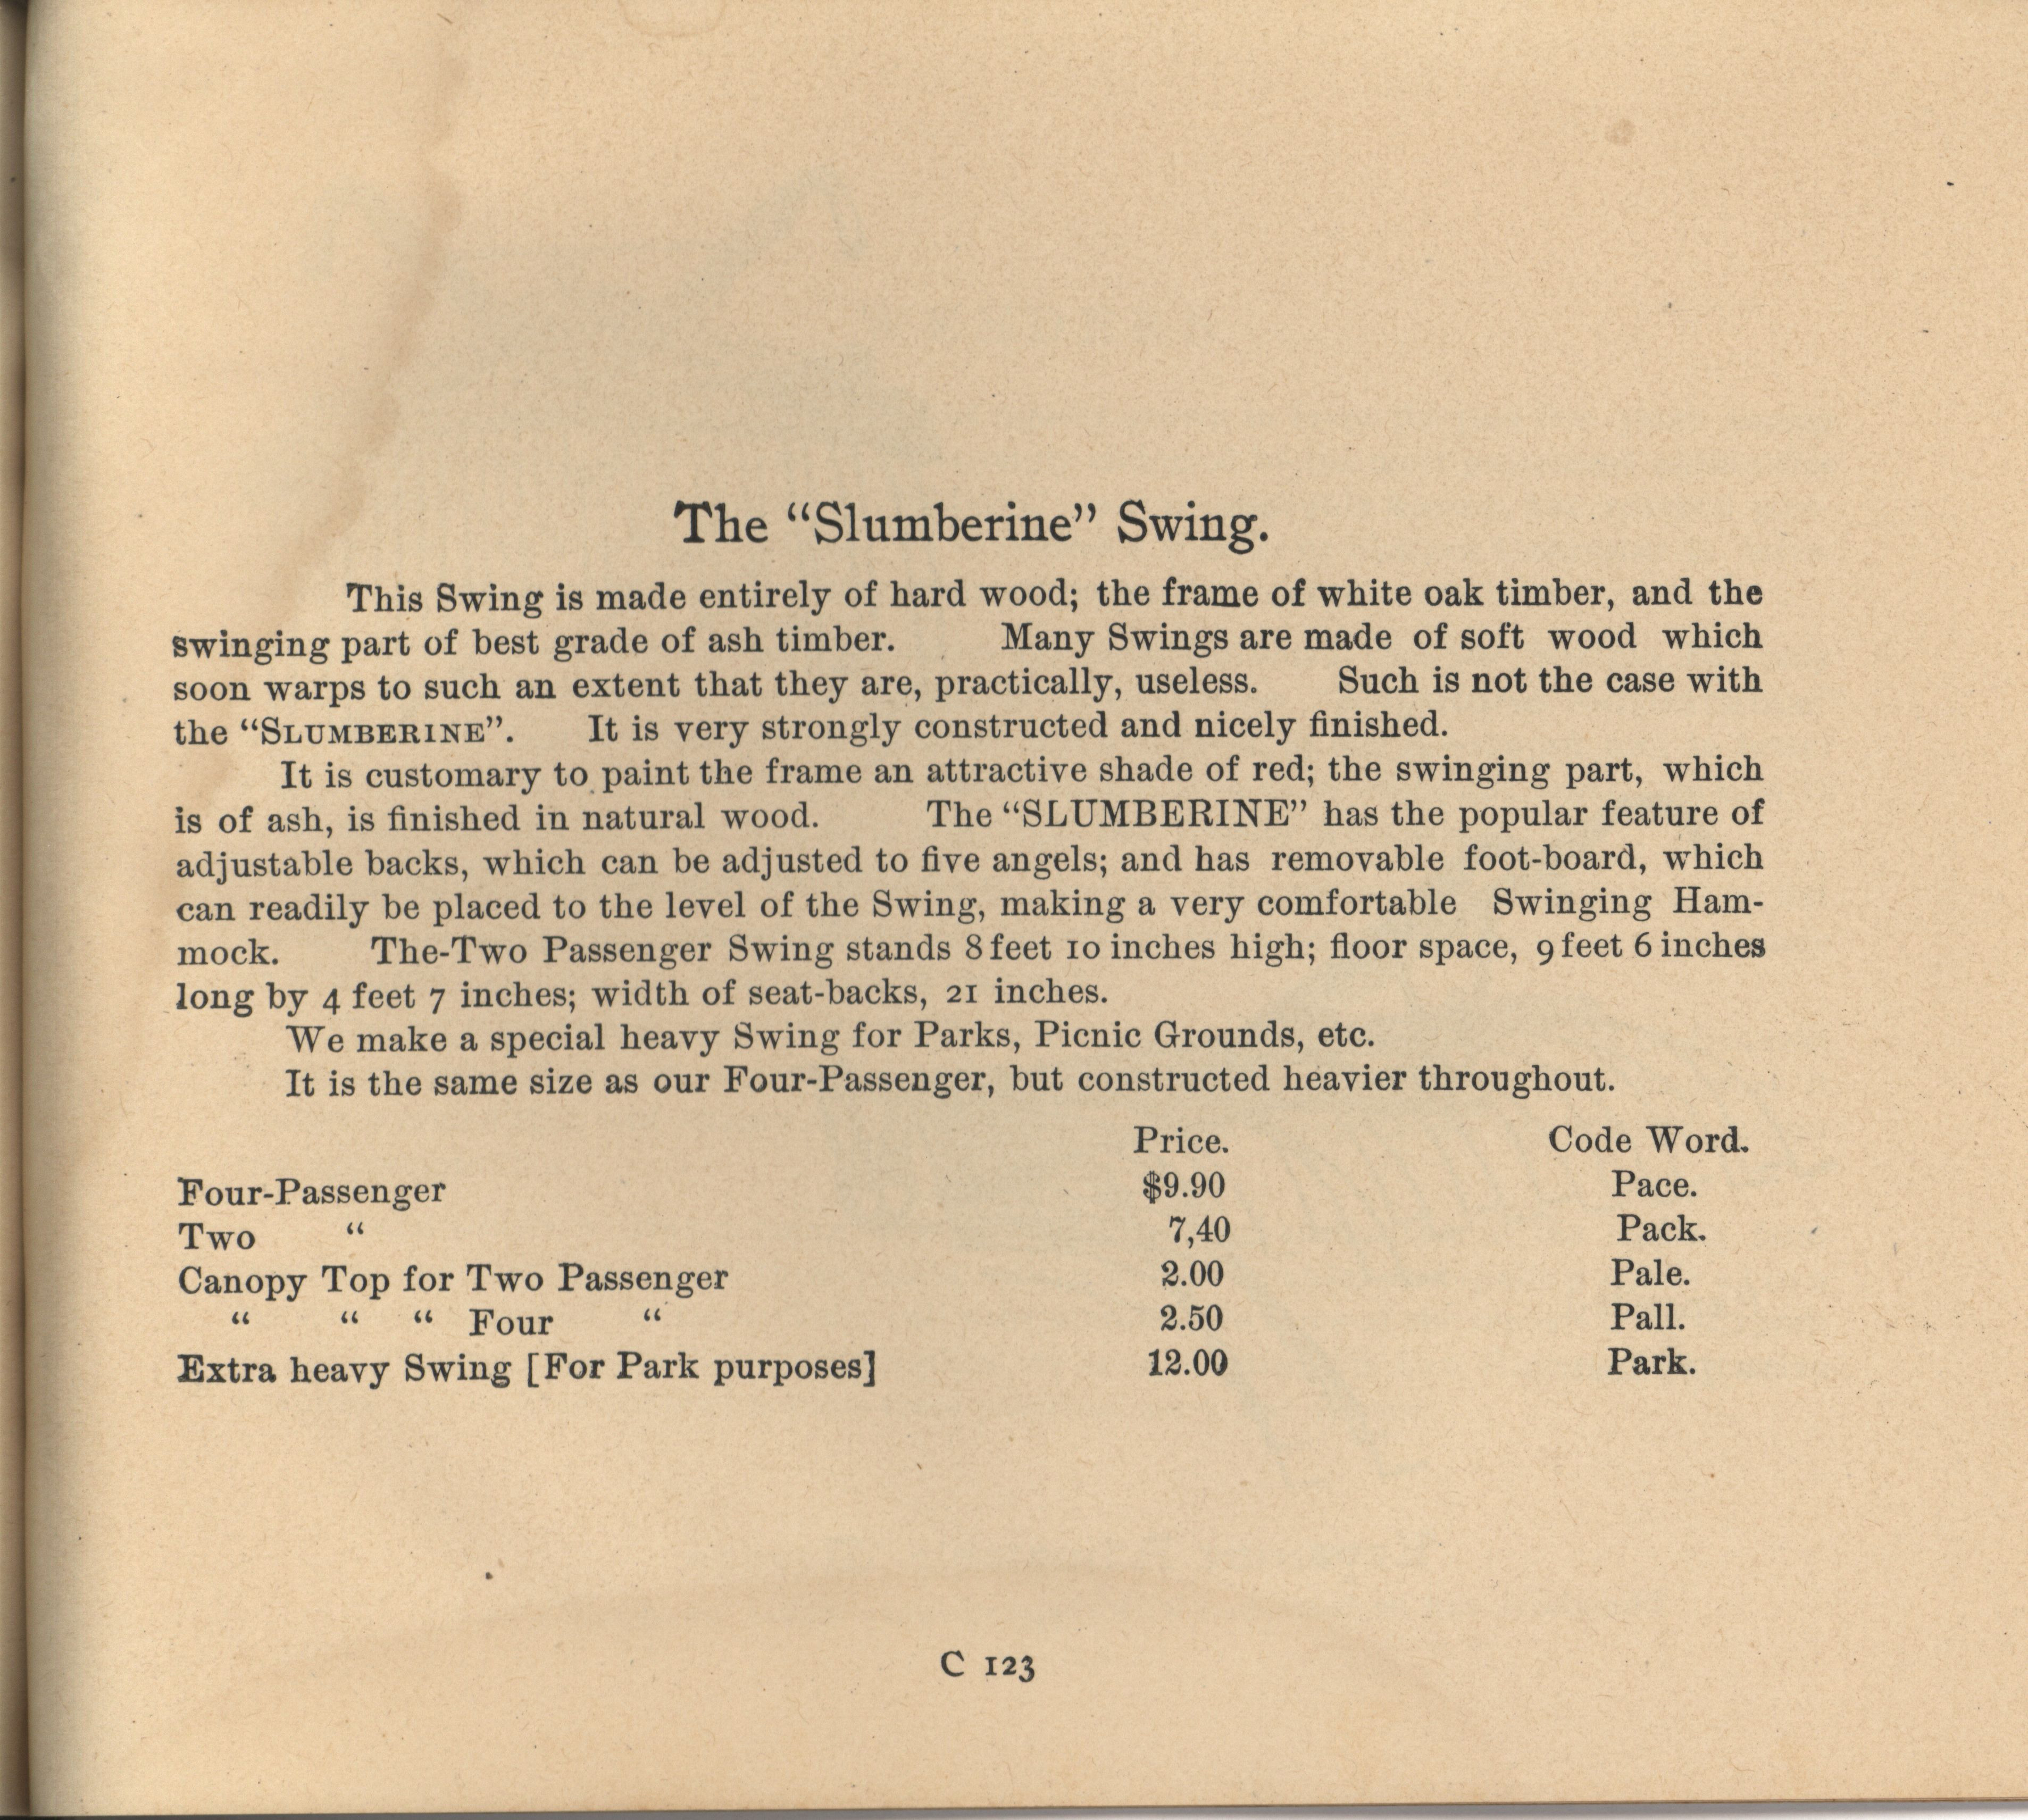 The “Slumberine” Swing.
This Swing is made entirely of hard wood; the frame of white oak timber, and the
swinging part of best grade of ash timber. Many Swings are made of soft wood which
soon warps to such an extent that they are, practically, useless. Such is not the case with
the “SLUMBERINE”. It is very strongly constructed and nicely finished.
It is customary to paint the frame an attractive shade of red; the swinging part, which
is of ash, is finished in natural wood. The “SLUMBERINE” has the popular feature of
adjustable backs, which can be adjusted to five angels; and has removable foot-board, which
can readily be placed to the level of the Swing, making a very comfortable Swinging Ham-
mock. The-Two Passenger Swing stands 8 feet 10 inches high; floor space, 9 feet 6 inches
long by 4 feet 7 inches; width of seat-backs, 21 inches.
We make a special heavy Swing for Parks, Picnic Grounds, etc.
It is the same size as our Four-Passenger, but constructed heavier throughout.
Price. Code Word.
Four-Passenger $9.90 Pace.
Two “ 7,40 Pack.
Canopy Top for Two Passenger 2.00 Pale.
“ “ “ Four “ 2.50 Pall.
Extra heavy Swing [For Park purposes] 12.00 Park.
C 123